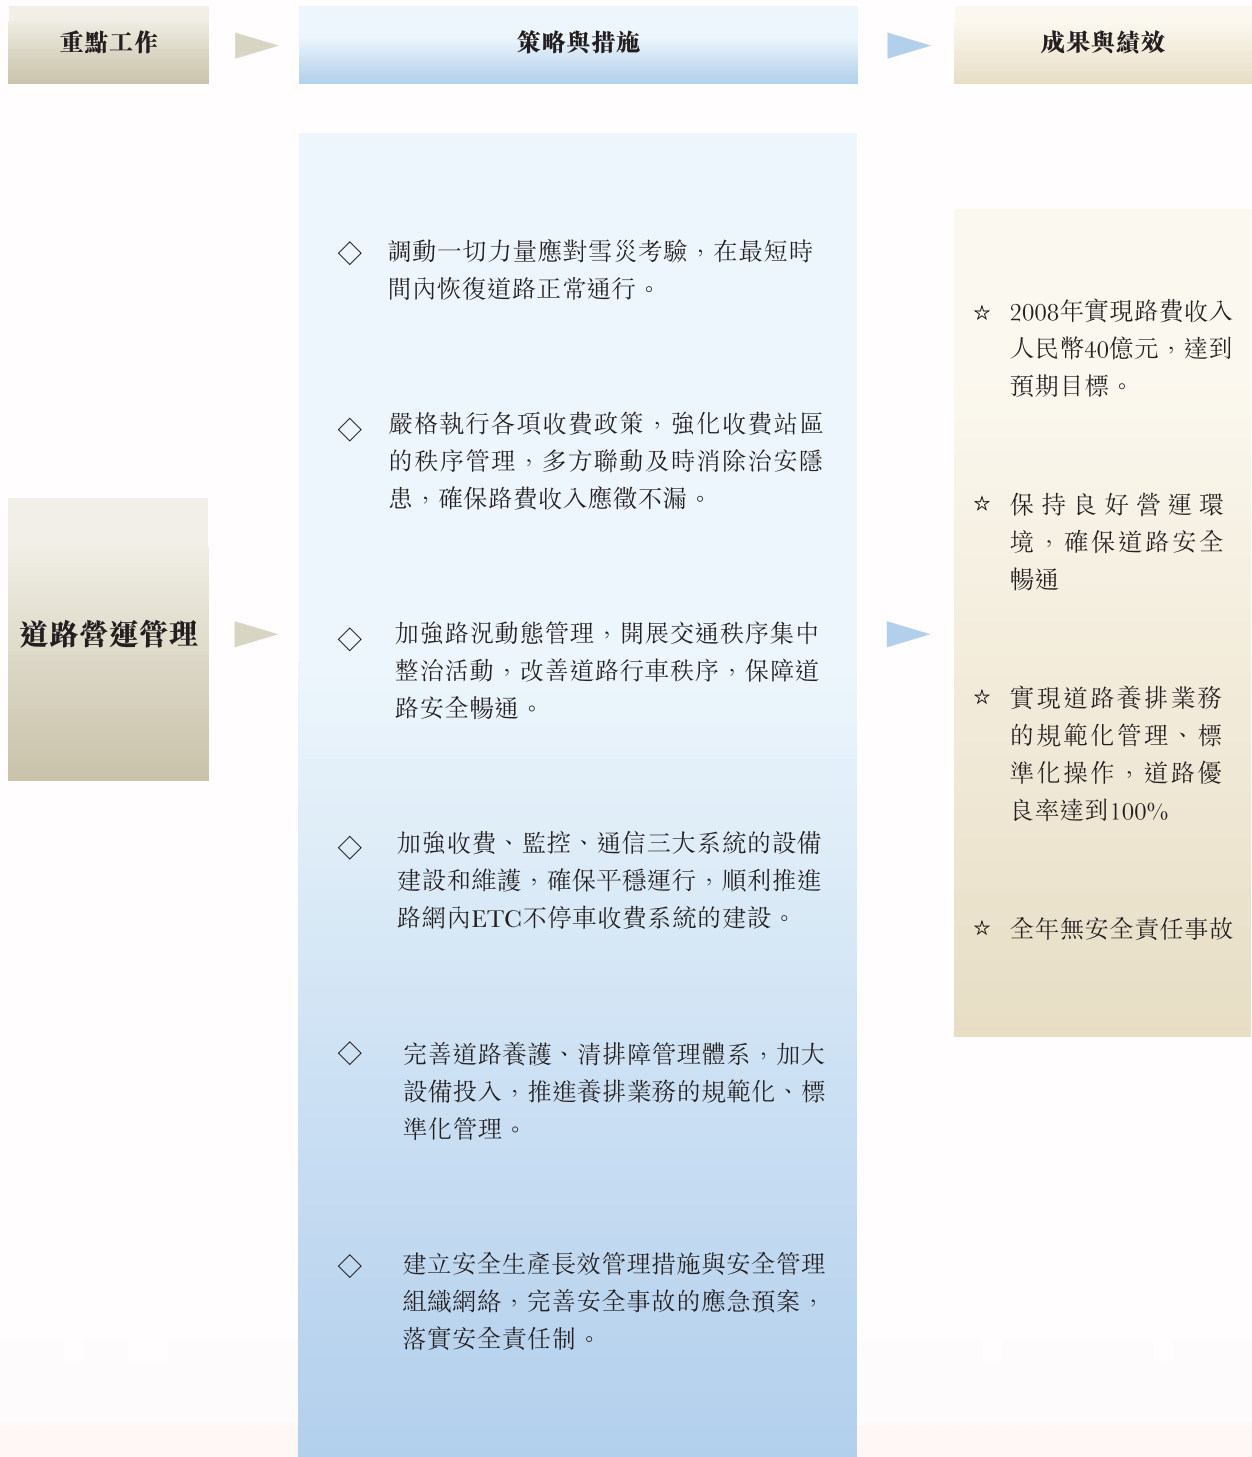 重點工作
策略與措施
成果與績效
道路營運管理
◇ 調動一切力量應對雪災考驗，在最短時
間內恢復道路正常通行。
◇ 嚴格執行各項收費政策，強化收費站區
的秩序管理，多方聯動及時消除治安隱
患，確保路費收入應徵不漏。
◇ 加強路況動態管理，開展交通秩序集中
整治活動，改善道路行車秩序，保障道
路安全暢通。
◇ 加強收費、監控、通信三大系統的設備
建設和維護，確保平穩運行，順利推進
路網內ETC不停車收費系統的建設。
◇ 完善道路養護、清排障管理體系，加大
設備投入，推進養排業務的規範化、標
準化管理。
◇ 建立安全生產長效管理措施與安全管理
組織網絡，完善安全事故的應急預案，
落實安全責任制。
☆ 2008年實現路費收入
人民幣40億元，達到
預期目標。
☆ 保持良好營運環
境，確保道路安全
暢通
☆ 實現道路養排業務
的規範化管理、標
準化操作，道路優
良率達到100%
☆ 全年無安全責任事故